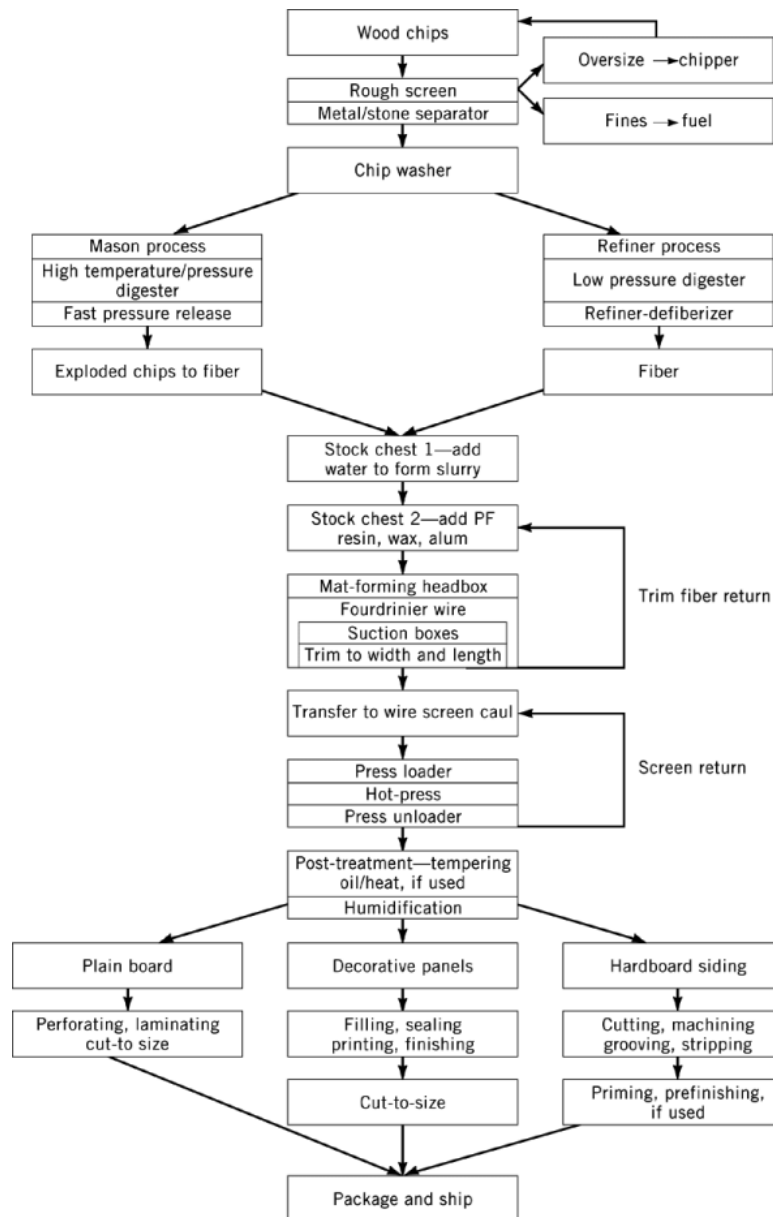 Wood chips
Oversize → chipper
Rough screen
Metal/stone separator
Fines → fuel
Chip washer
Mason process
High temperature/pressure
digester
Fast pressure release
Refiner process
Low pressure digester
Refiner-defiberizer
Exploded chips to fiber
Fiber
Stock chest 1—add
water to form slurry
Stock chest 2—add PF
resin, wax, alum
Mat-forming headbox
Fourdrinier wire
Suction boxes
Trim to width and length
Trim fiber return
Transfer to wire screen caul
Press loader
Hot-press
Press unloader
Screen return
Post-treatment—tempering
oil/heat, if used
Humidification
Plain board
Decorative panels
Hardboard siding
Perforating, laminating
cut-to size
Filling, sealing
printing, finishing
Cutting, machining
grooving, stripping
Cut-to-size
Priming, prefinishing,
if used
Package and ship